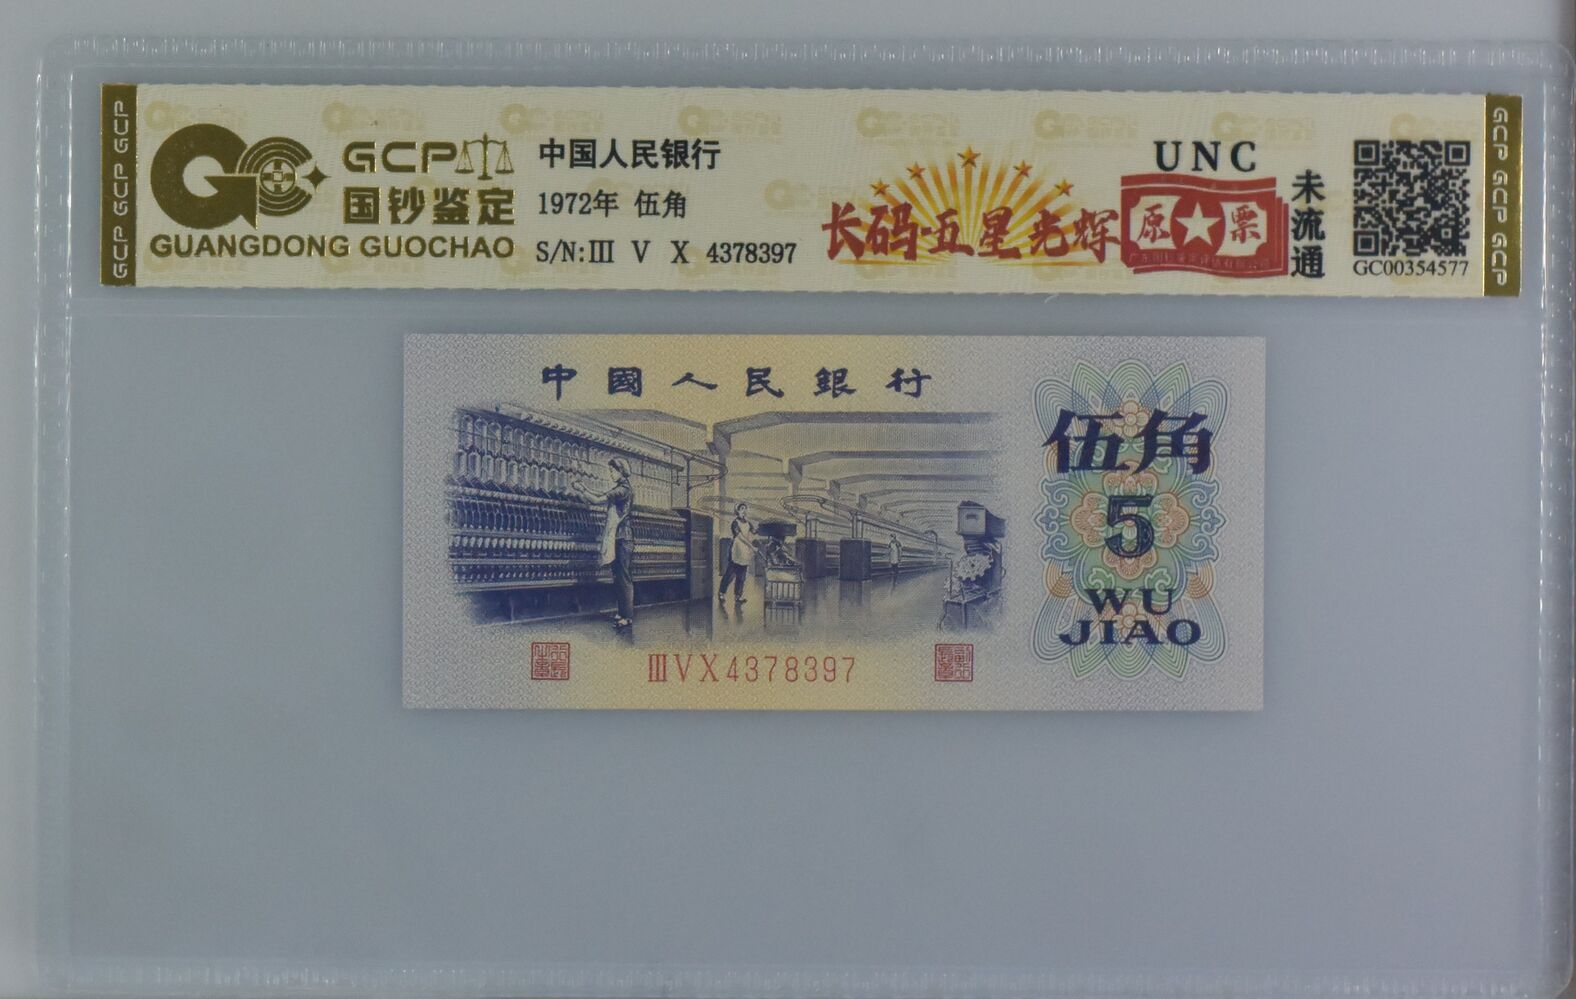 GCP GCP GCP
GCP
国钞鉴定
GUANGDONG GUOCHAO
中国人民银行
1972年 伍角
S/N:Ⅲ V X 4378397
长码·五星光辉
UNC
原★票
未流通
GC00354577
GCP GCP GCP
中國人民銀行
伍角
5
WU
JIAO
ⅢVX4378397